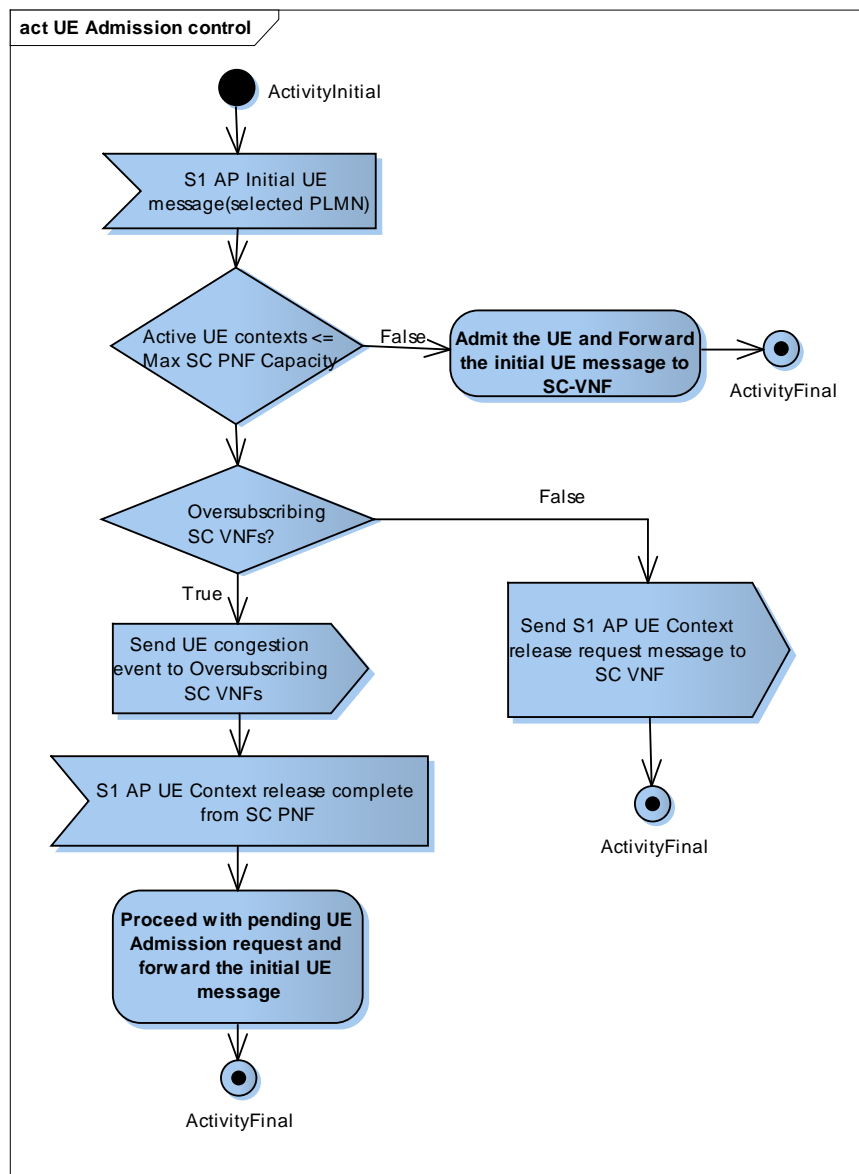 act UE Admission control
ActivityInitial
S1 AP Initial UE
message(selected PLMN)
Active UE contexts <=
Max SC PNF Capacity
False
Admit the UE and Forward
the initial UE message to
SC-VNF
ActivityFinal
Oversubscribing
SC VNFs?
False
True
Send UE congestion
event to Oversubscribing
SC VNFs
Send S1 AP UE Context
release request message to
SC VNF
S1 AP UE Context release complete
from SC PNF
ActivityFinal
Proceed with pending UE
Admission request and
forward the initial UE
message
ActivityFinal